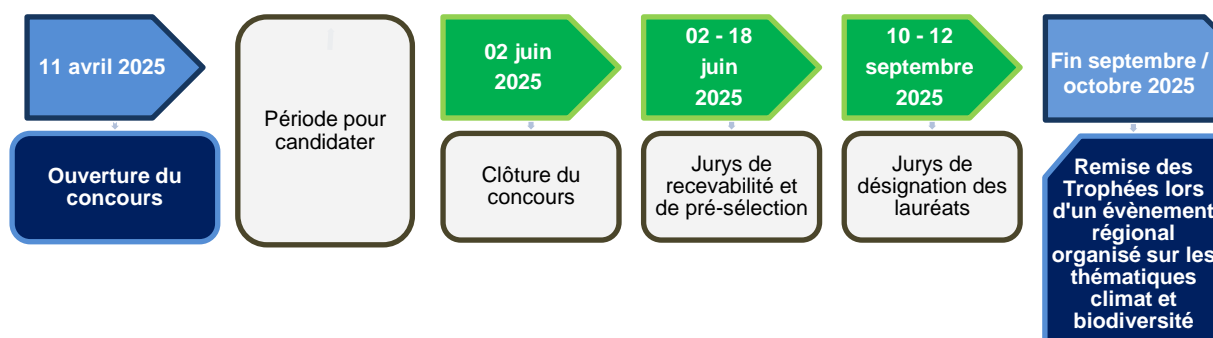 11 avril 2025
Ouverture du
concours
Période pour
candidater
02 juin
2025
Clôture du
concours
02 - 18
juin
2025
Jurys de
recevabilité et
de pré-sélection
10 - 12
septembre
2025
Jurys de
désignation des
lauréats
Fin septembre /
octobre 2025
Remise des
Trophées lors
d'un évènement
régional
organisé sur les
thématiques
climat et
biodiversité